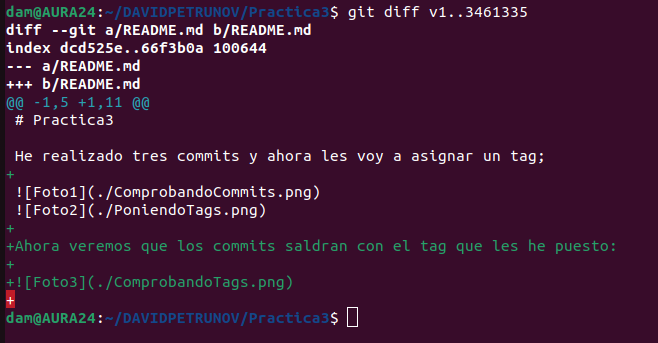 dam@AURA24:~/DAVIDPETRUNOV/Practica3$ git diff v1..3461335
diff --git a/README.md b/README.md
index dcd525e..66f3b0a 100644
--- a/README.md
+++ b/README.md
@@ -1,5 +1,11 @@
 # Practica3

 He realizado tres commits y ahora les voy a asignar un tag;
+
 ![Foto1](./ComprobandoCommits.png)
 ![Foto2](./PoniendoTags.png)
+
+Ahora veremos que los commits saldran con el tag que les he puesto:
+
+![Foto3](./ComprobandoTags.png)
+
dam@AURA24:~/DAVIDPETRUNOV/Practica3$